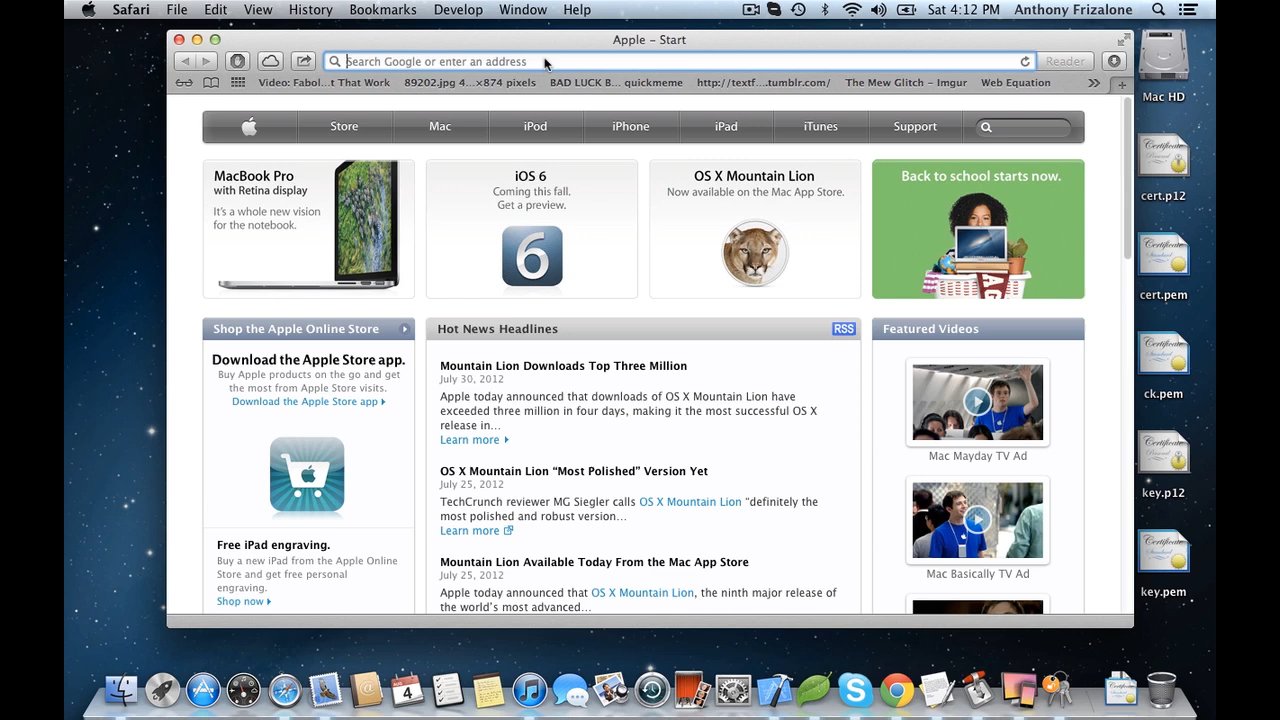 Safari File Edit View History Bookmarks Develop Window Help Sat 4:12 PM Anthony Frizalone
Apple – Start
Search Google or enter an address Reader
Video: Fabol...t That Work 89202.jpg 4...×874 pixels BAD LUCK B... quickmeme http://textf....tumblr.com/ The Mew Glitch - Imgur Web Equation
Mac HD
Store Mac iPod iPhone iPad iTunes Support
MacBook Pro
with Retina display
It's a whole new vision
for the notebook.
iOS 6
Coming this fall.
Get a preview.
6
OS X Mountain Lion
Now available on the Mac App Store.
Back to school starts now.
cert.p12
cert.pem
ck.pem
key.p12
key.pem
Shop the Apple Online Store
Download the Apple Store app.
Buy Apple products on the go and get
the most from Apple Store visits.
Download the Apple Store app
Free iPad engraving.
Buy a new iPad from the Apple Online
Store and get free personal
engraving.
Shop now
Hot News Headlines RSS
Mountain Lion Downloads Top Three Million
July 30, 2012
Apple today announced that downloads of OS X Mountain Lion have
exceeded three million in four days, making it the most successful OS X
release in…
Learn more
OS X Mountain Lion “Most Polished” Version Yet
July 25, 2012
TechCrunch reviewer MG Siegler calls OS X Mountain Lion “definitely the
most polished and robust version…
Learn more
Mountain Lion Available Today From the Mac App Store
July 25, 2012
Apple today announced that OS X Mountain Lion, the ninth major release of
the world’s most advanced…
Featured Videos
Mac Mayday TV Ad
Mac Basically TV Ad
4